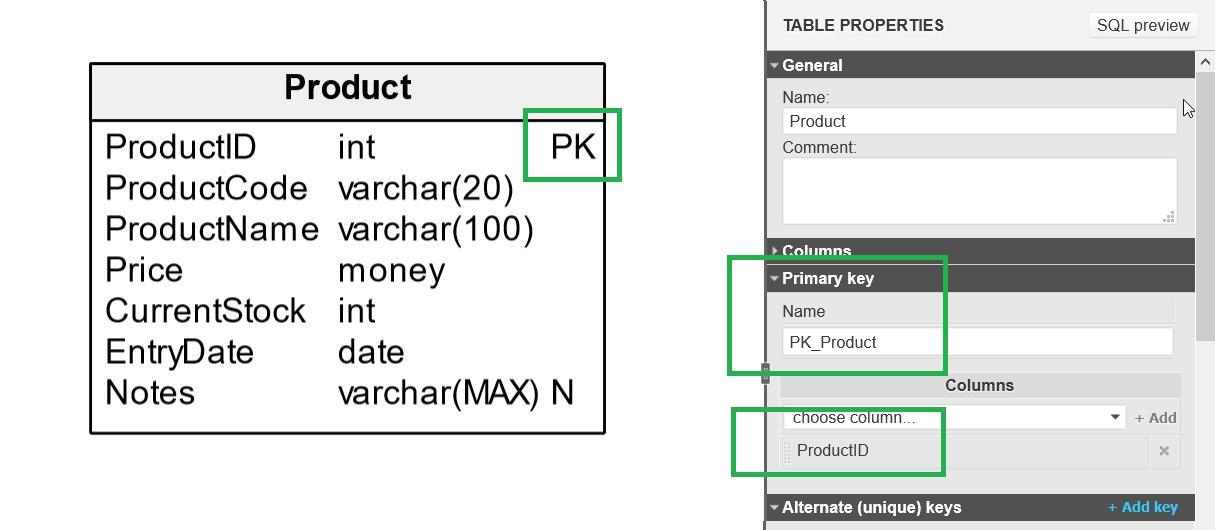 Product
ProductID int PK
ProductCode varchar(20)
ProductName varchar(100)
Price money
CurrentStock int
EntryDate date
Notes varchar(MAX) N
TABLE PROPERTIES SQL preview
General
Name:
Product
Comment:
Columns
Primary key
Name
PK_Product
Columns
choose column... + Add
ProductID ×
Alternate (unique) keys + Add key